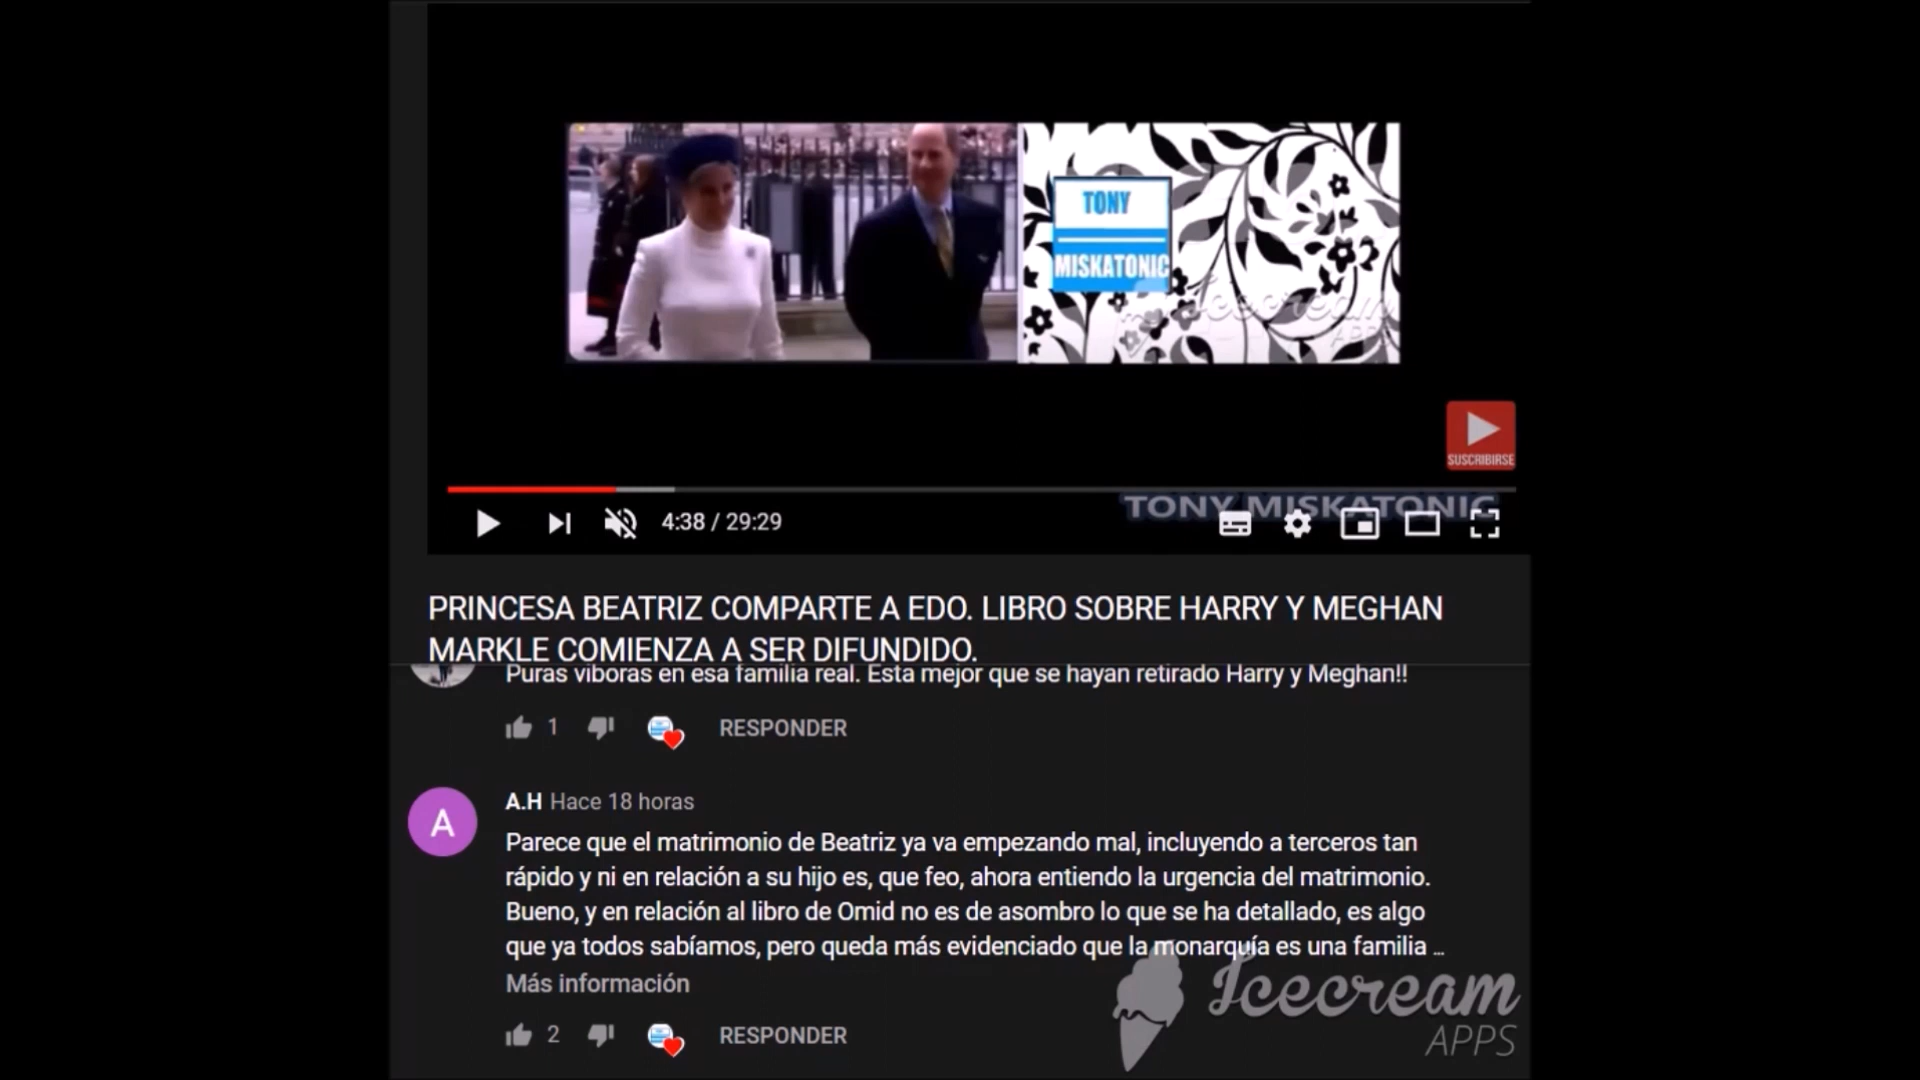 TONY
MISKATONIC
Icecream
APPS
SUSCRIBIRSE
TONY MISKATONIC
4:38 / 29:29
PRINCESA BEATRIZ COMPARTE A EDO. LIBRO SOBRE HARRY Y MEGHAN
MARKLE COMIENZA A SER DIFUNDIDO.
Puras viboras en esa familia real. Esta mejor que se hayan retirado Harry y Meghan!!
1 RESPONDER
A
A.H Hace 18 horas
Parece que el matrimonio de Beatriz ya va empezando mal, incluyendo a terceros tan
rápido y ni en relación a su hijo es, que feo, ahora entiendo la urgencia del matrimonio.
Bueno, y en relación al libro de Omid no es de asombro lo que se ha detallado, es algo
que ya todos sabíamos, pero queda más evidenciado que la monarquía es una familia ...
Más información
2 RESPONDER
Icecream
APPS